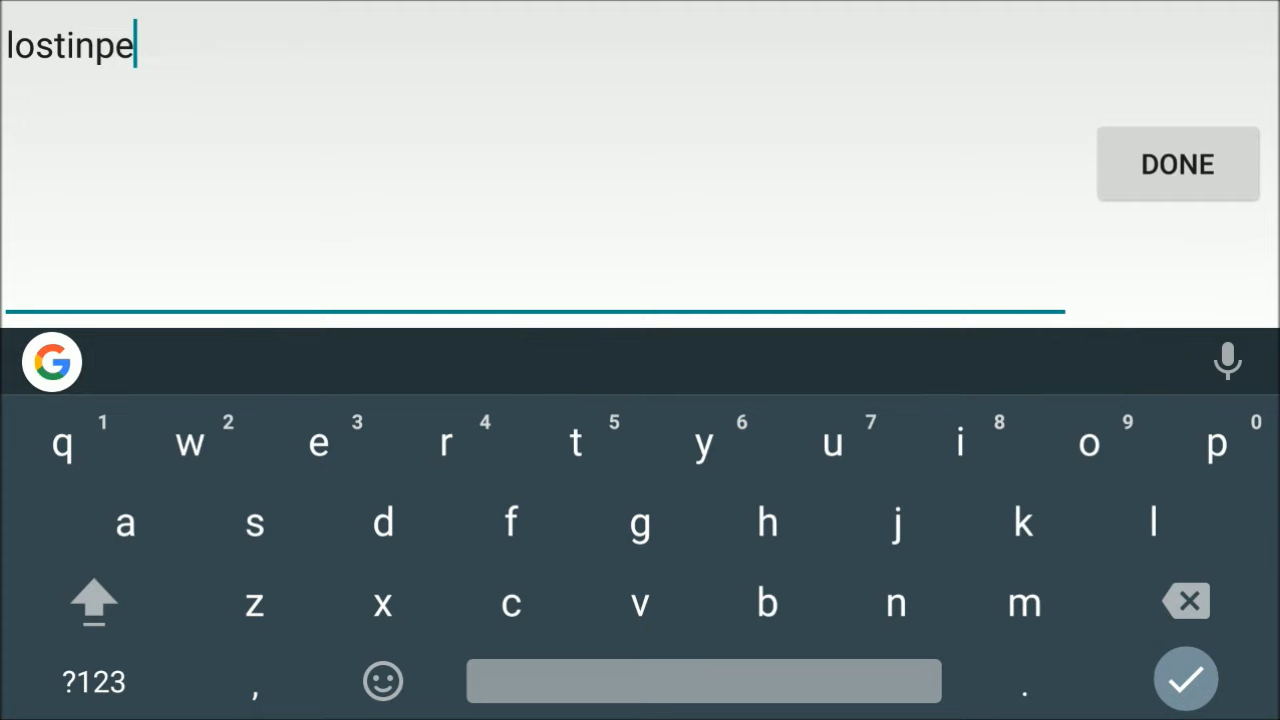 lostinpe
DONE
q 1 w 2 e 3 r 4 t 5 y 6 u 7 i 8 o 9 p 0
a s d f g h j k l
z x c v b n m
?123 , .